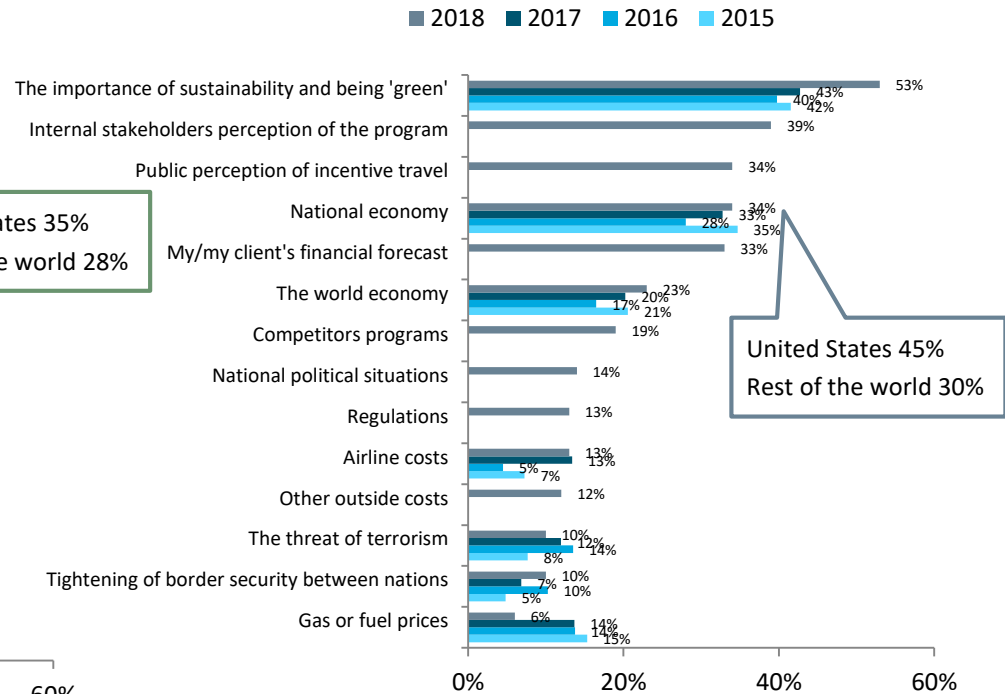 2018 2017 2016 2015
The importance of sustainability and being 'green' 53%
43%
40%
42%
Internal stakeholders perception of the program 39%
Public perception of incentive travel 34%
National economy 34%
33%
28%
35%
35%
world 28%
My/my client's financial forecast 33%
The world economy 23%
20%
17%
21%
Competitors programs 19%
United States 45%
Rest of the world 30%
National political situations 14%
Regulations 13%
Airline costs 13%
13%
5%
7%
Other outside costs 12%
The threat of terrorism 10%
12%
14%
8%
Tightening of border security between nations 10%
7%
10%
5%
Gas or fuel prices 6%
14%
14%
15%
0% 20% 40% 60%